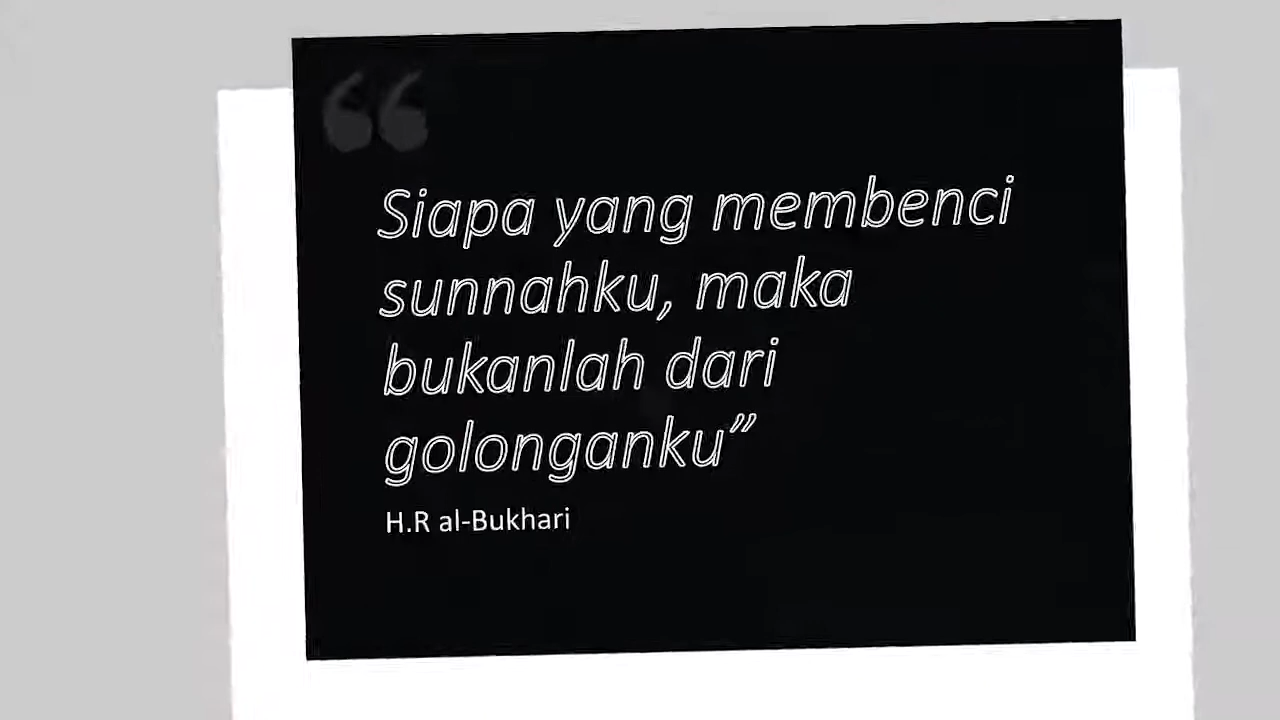 “
Siapa yang membenci
sunnahku, maka
bukanlah dari
golonganku”
H.R al-Bukhari